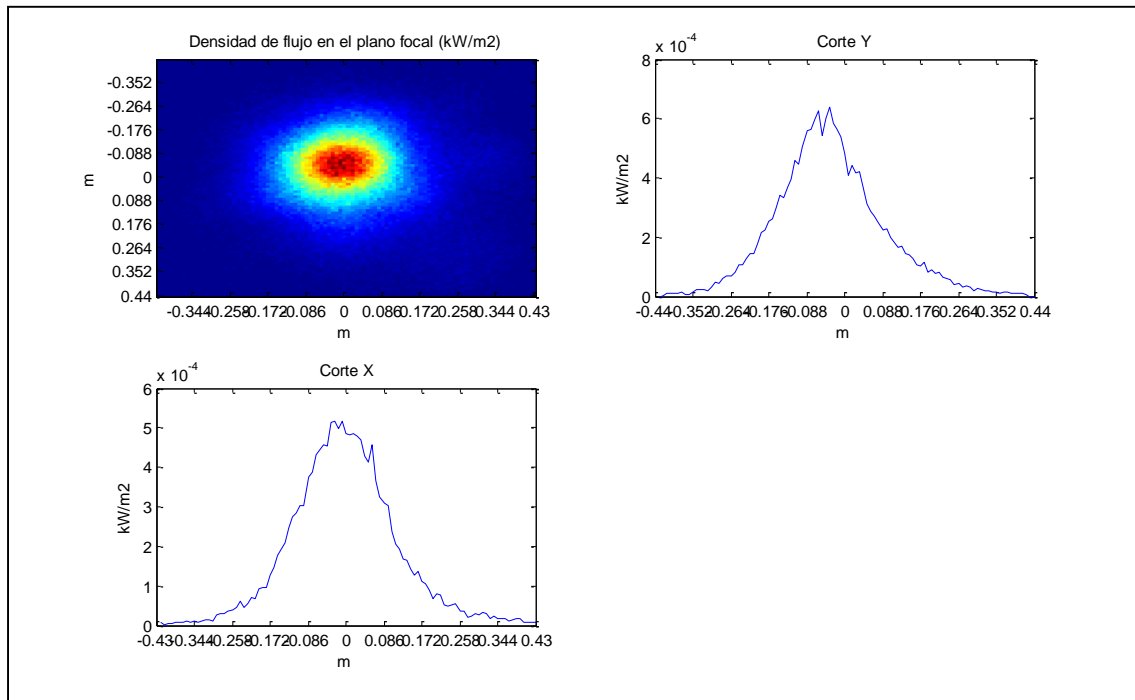 Densidad de flujo en el plano focal (kW/m2)
-0.352
-0.264
-0.176
-0.088
0
0.088
0.176
0.264
0.352
0.44
m
-0.344 -0.258 -0.172 -0.086 0 0.086 0.172 0.258 0.344 0.43
m
Corte Y
x 10-4
8
6
4
2
0
kW/m2
-0.44 -0.352 -0.264 -0.176 -0.088 0 0.088 0.176 0.264 0.352 0.44
m
Corte X
x 10-4
6
5
4
3
2
1
0
kW/m2
-0.43 -0.344 -0.258 -0.172 -0.086 0 0.086 0.172 0.258 0.344 0.43
m